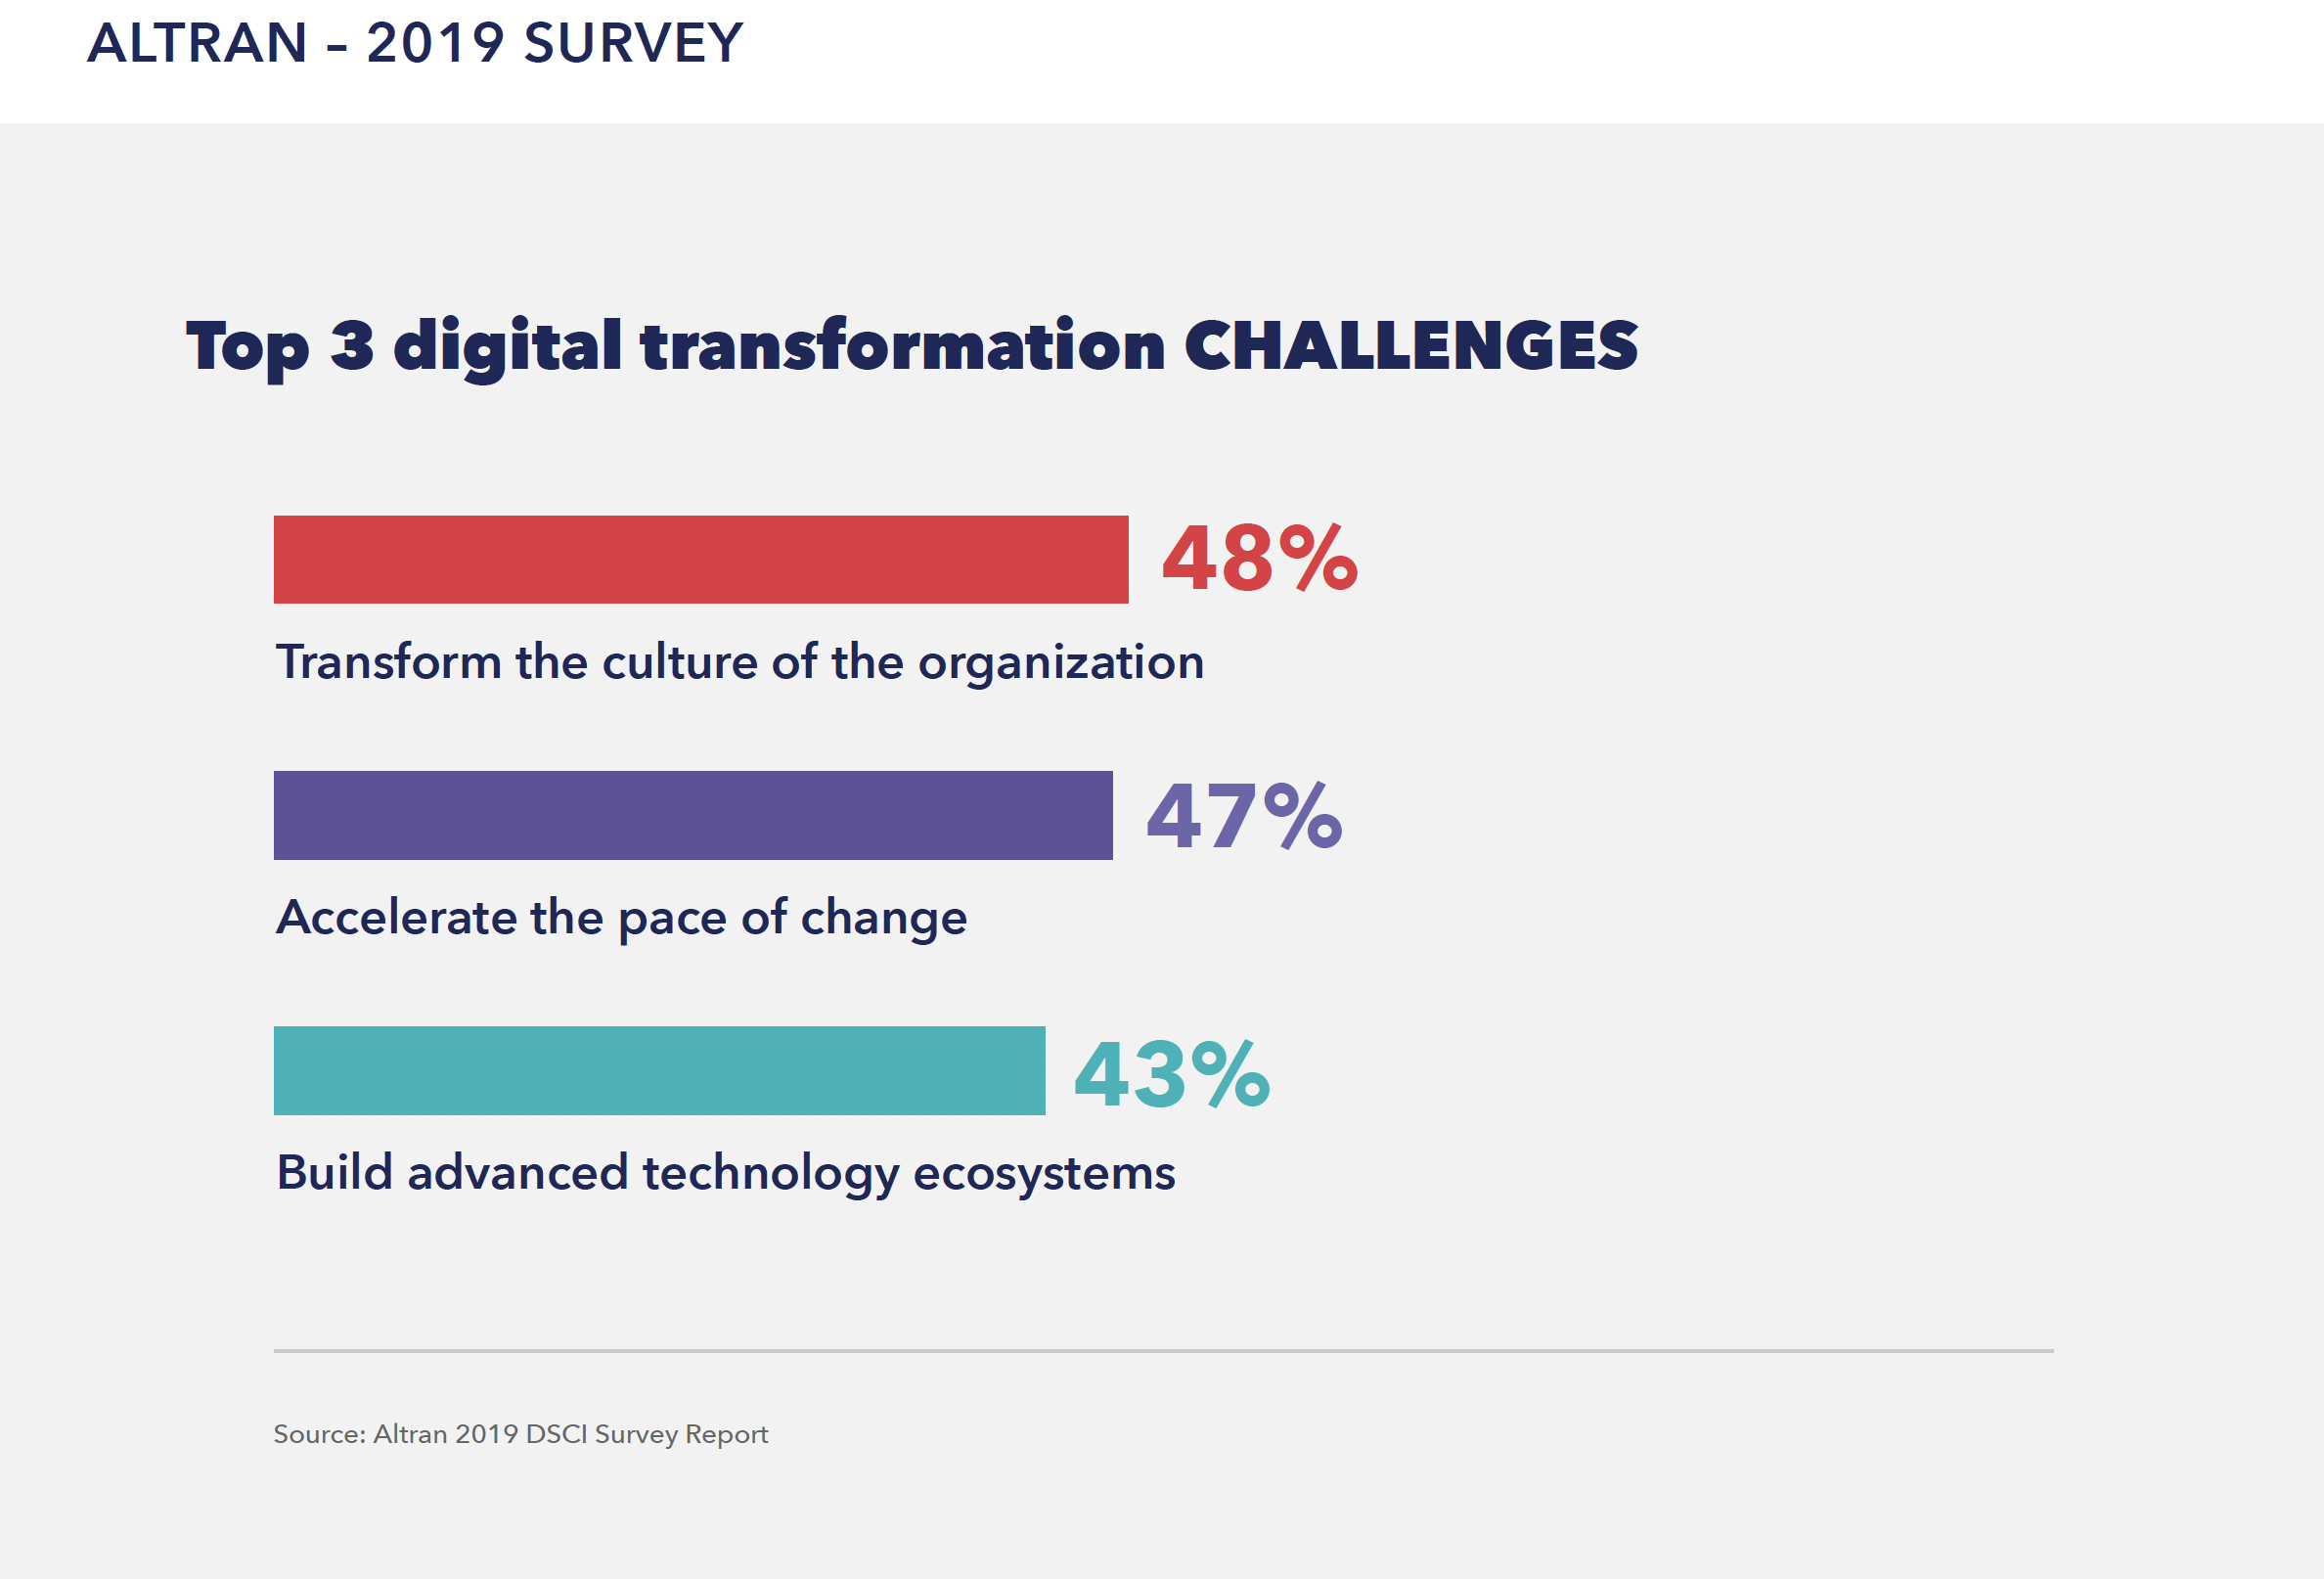 ALTRAN – 2019 SURVEY
Top 3 digital transformation CHALLENGES
48%
Transform the culture of the organization
47%
Accelerate the pace of change
43%
Build advanced technology ecosystems
Source: Altran 2019 DSCI Survey Report